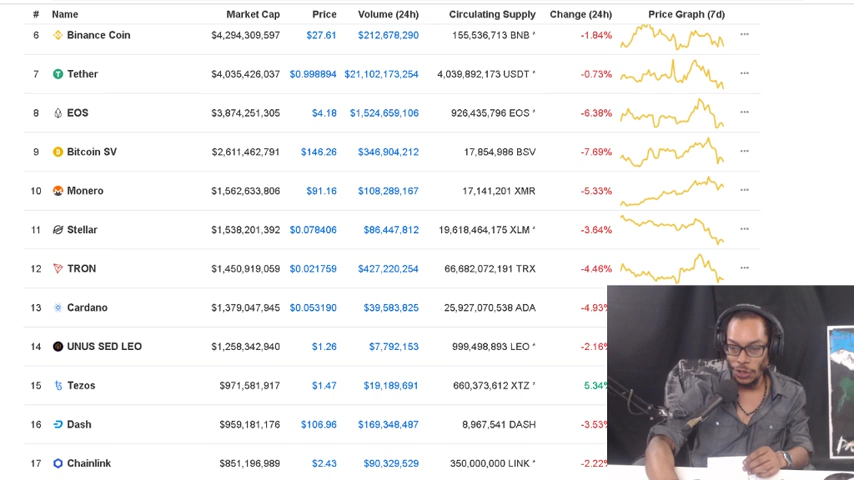 # Name Market Cap Price Volume (24h) Circulating Supply Change (24h) Price Graph (7d)
6 Binance Coin $4,294,309,597 $27.61 $212,678,290 155,536,713 BNB * -1.84%
7 Tether $4,035,426,037 $0.998894 $21,102,173,254 4,039,892,173 USDT * -0.73%
8 EOS $3,874,251,305 $4.18 $1,524,659,106 926,435,796 EOS * -6.38%
9 Bitcoin SV $2,611,462,791 $146.26 $346,904,212 17,854,986 BSV -7.69%
10 Monero $1,562,633,806 $91.16 $108,289,167 17,141,201 XMR -5.33%
11 Stellar $1,538,201,392 $0.078406 $86,447,812 19,618,464,175 XLM * -3.64%
12 TRON $1,450,919,059 $0.021759 $427,220,254 66,682,072,191 TRX -4.46%
13 Cardano $1,379,047,945 $0.053190 $39,583,825 25,927,070,538 ADA -4.93%
14 UNUS SED LEO $1,258,342,940 $1.26 $7,792,153 999,498,893 LEO * -2.16%
15 Tezos $971,581,917 $1.47 $19,189,691 660,373,612 XTZ * 5.34%
16 Dash $959,181,176 $106.96 $169,348,487 8,967,541 DASH -3.53%
17 Chainlink $851,196,989 $2.43 $90,329,529 350,000,000 LINK * -2.22%